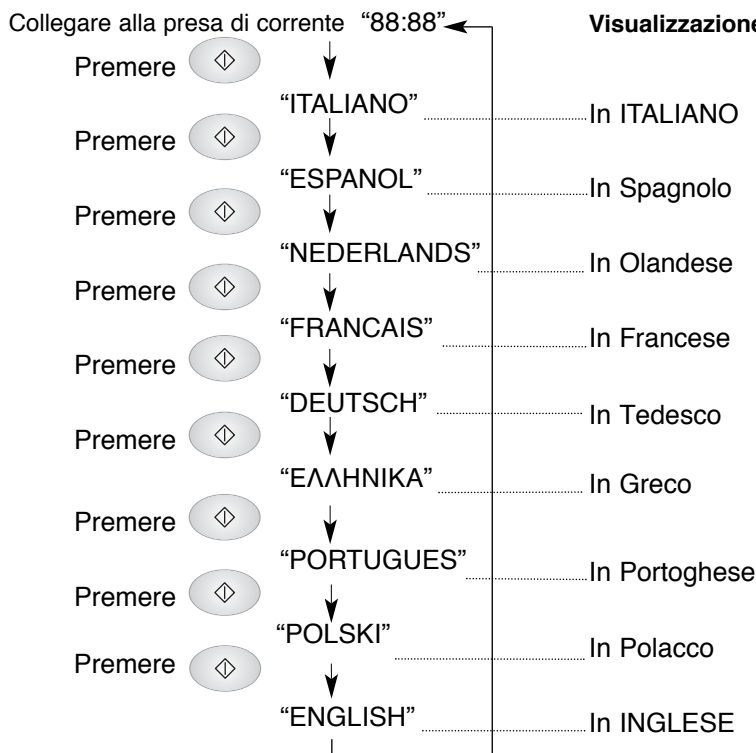 Collegare alla presa di corrente “88:88” Visualizzazione
Premere
“ITALIANO” In ITALIANO
Premere
“ESPANOL” In Spagnolo
Premere
“NEDERLANDS” In Olandese
Premere
“FRANCAIS” In Francese
Premere
“DEUTSCH” In Tedesco
Premere
“ΕΛΛΗΝΙΚΑ” In Greco
Premere
“PORTUGUES” In Portoghese
Premere
“POLSKI” In Polacco
Premere
“ENGLISH” In INGLESE